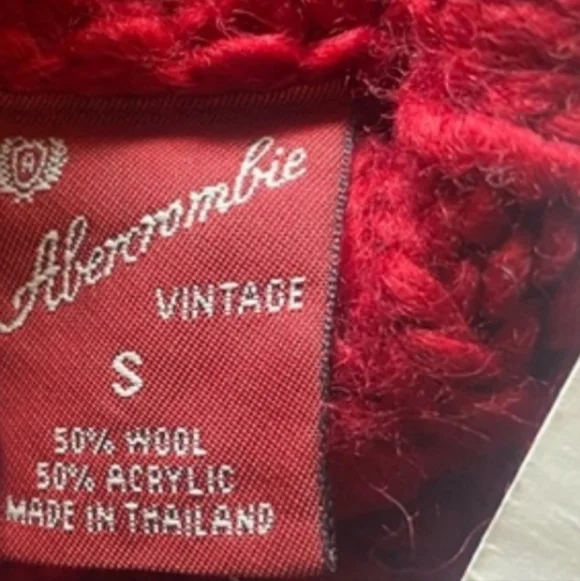 Abercrombie
VINTAGE
S
50% WOOL
50% ACRYLIC
MADE IN THAILAND